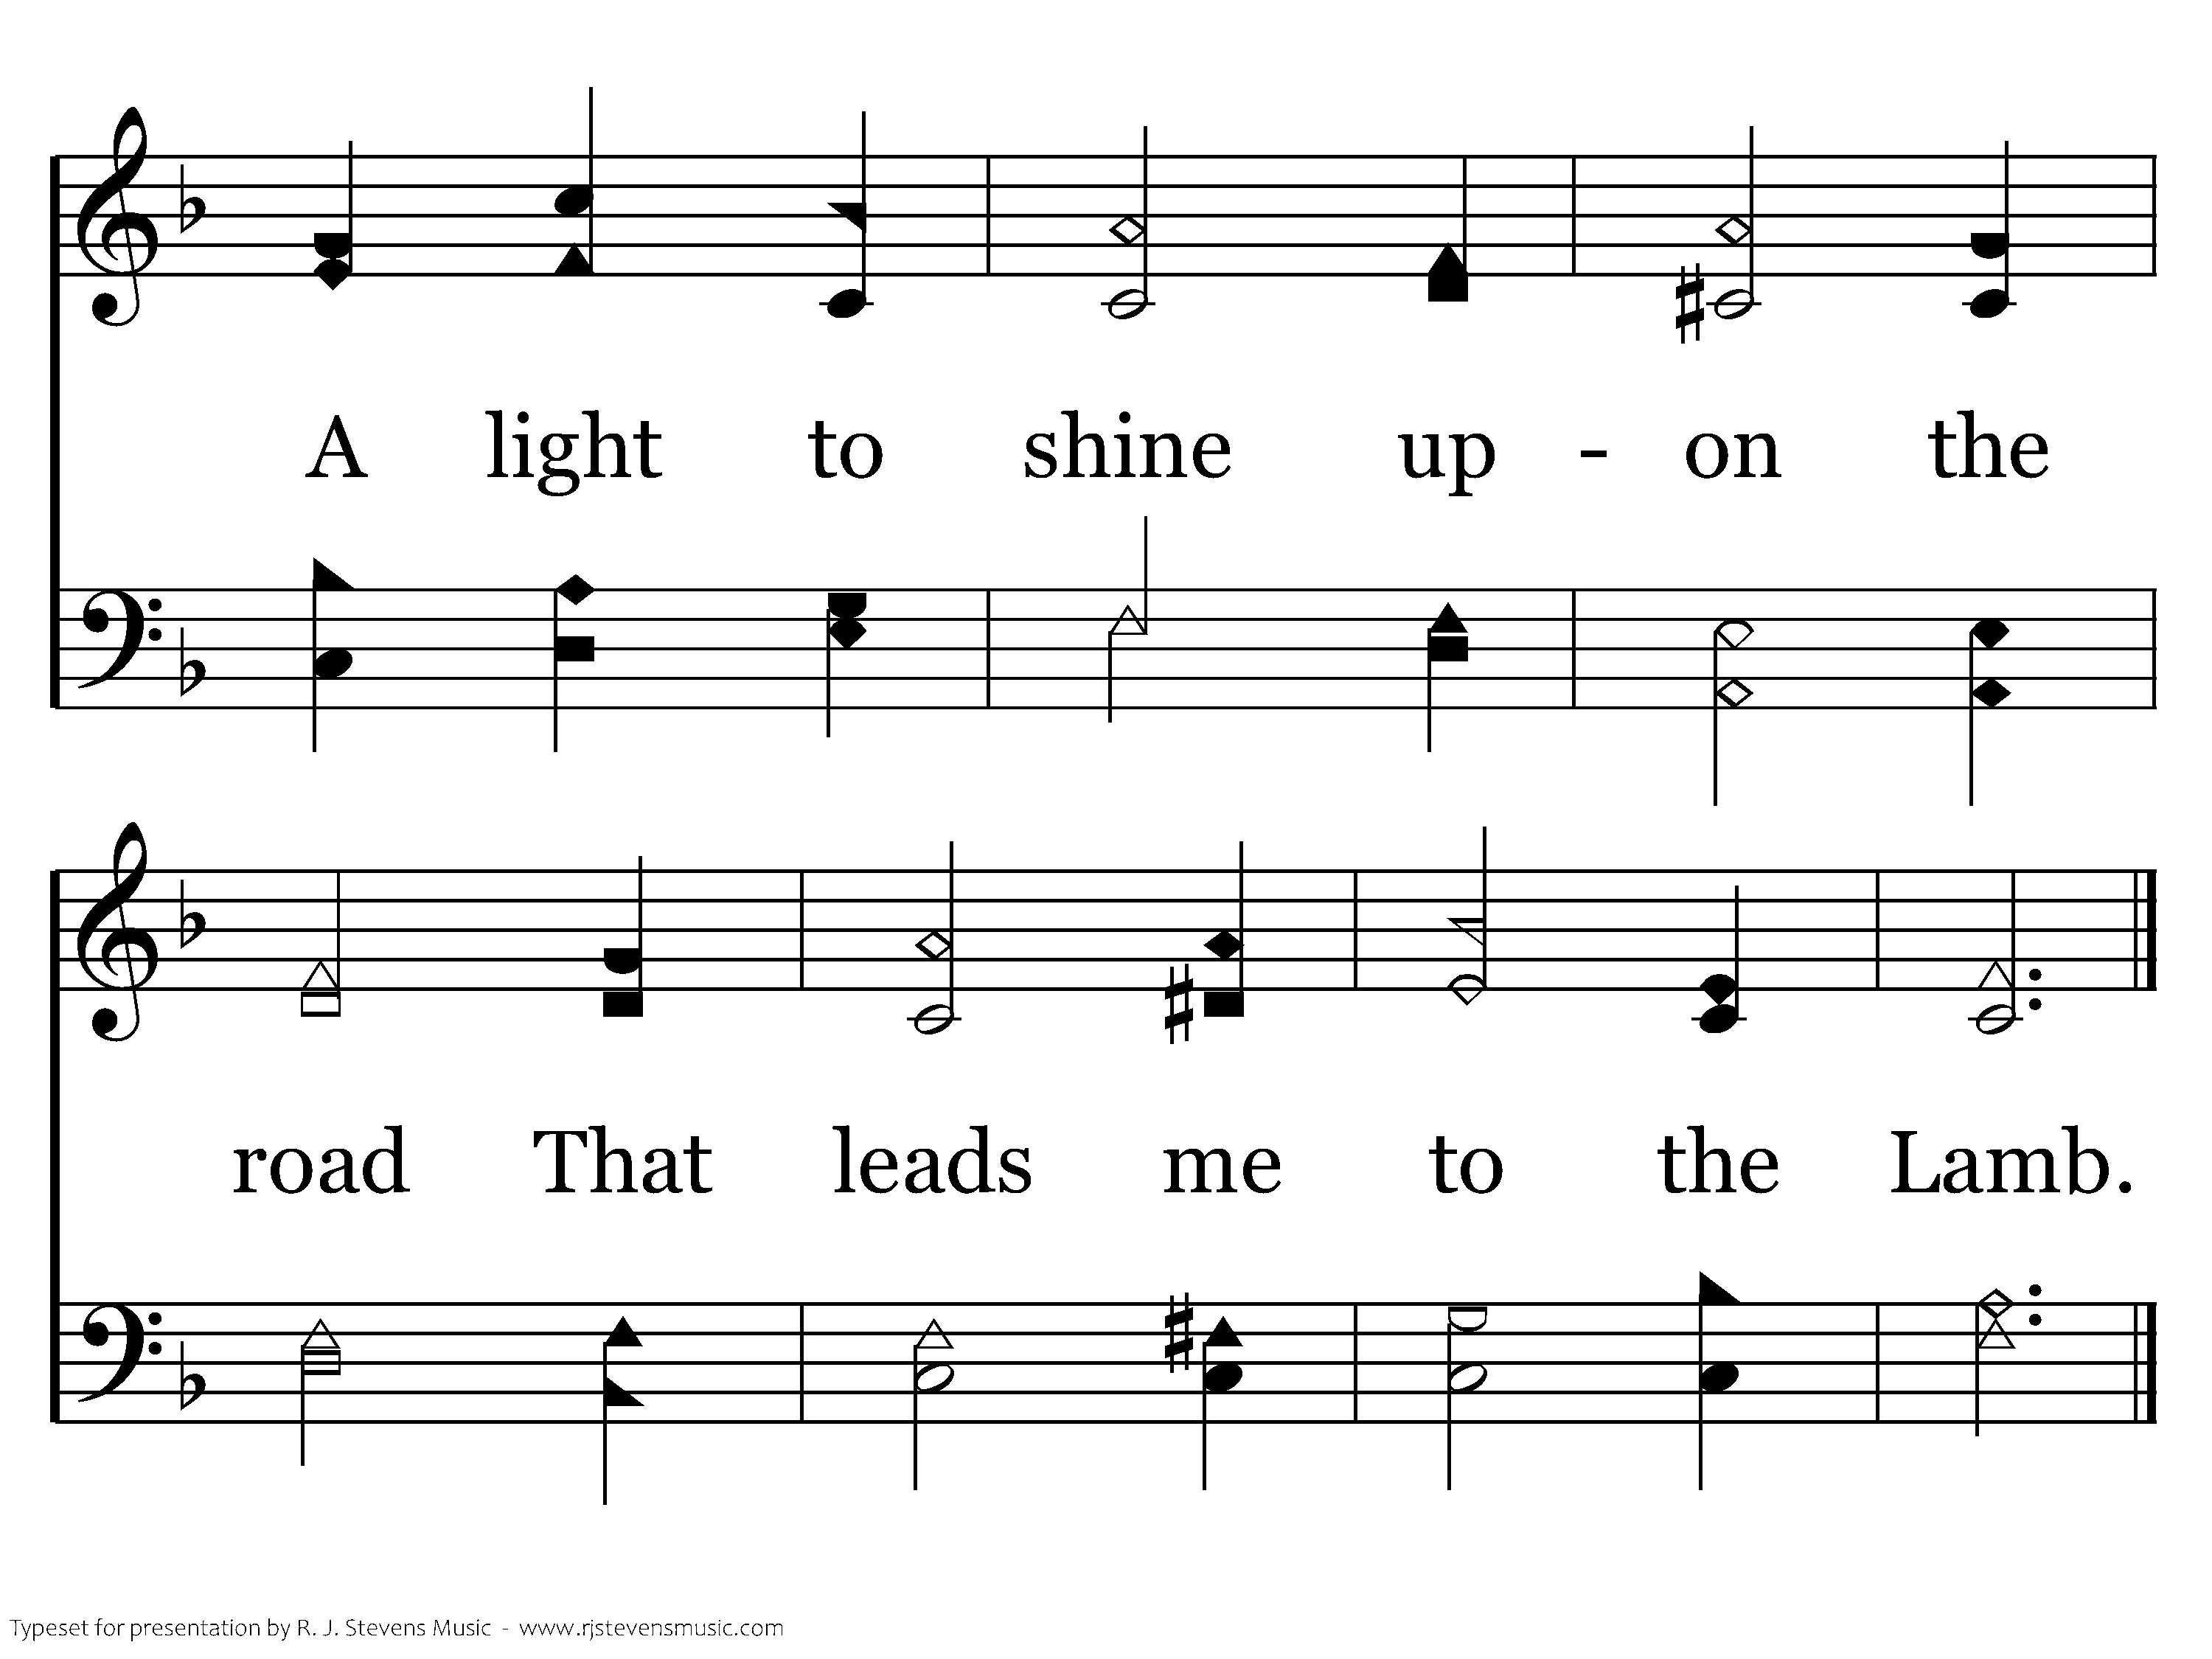 A light to shine up - on the
road That leads me to the Lamb.
Typeset for presentation by R. J. Stevens Music - www.rjstevensmusic.com